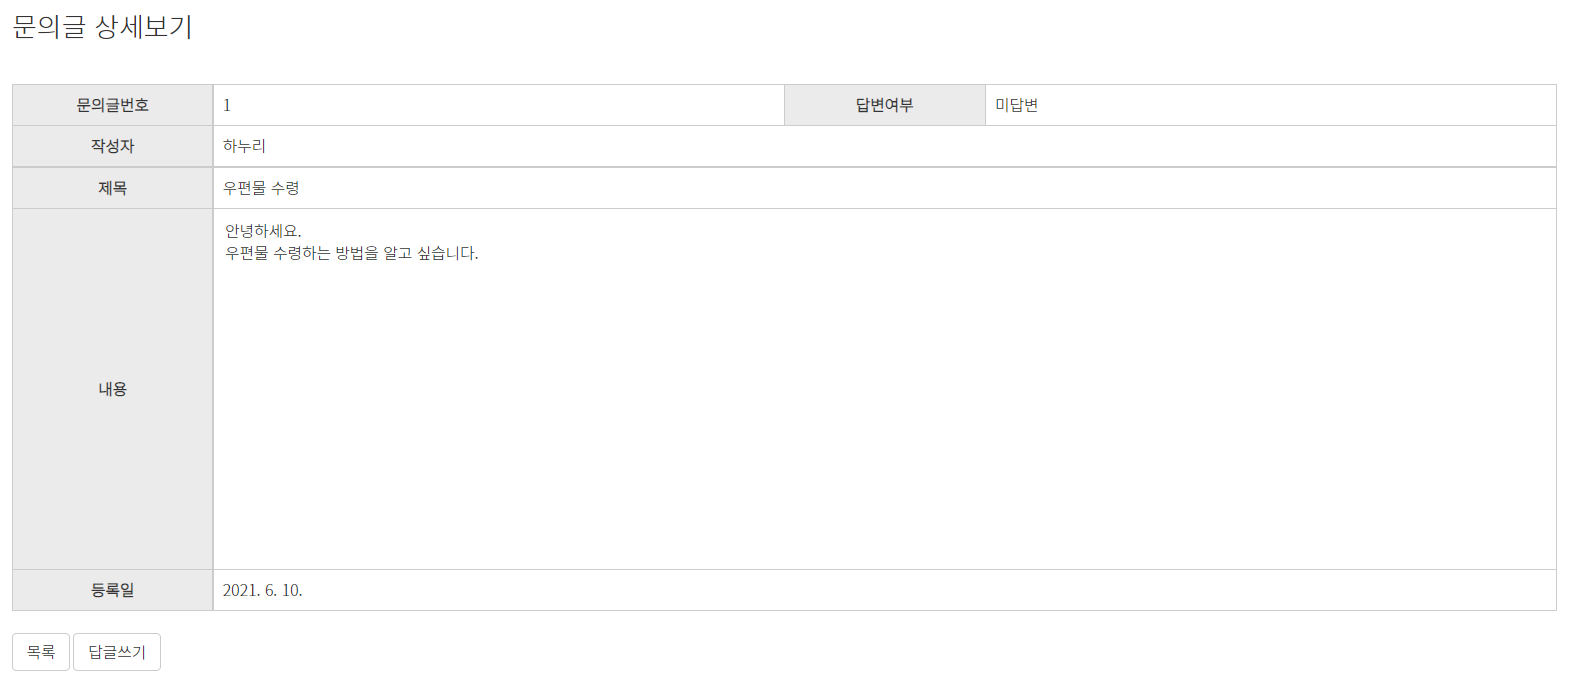 문의글 상세보기
문의글번호 1 답변여부 미답변
작성자 하누리
제목 우편물 수령
내용 안녕하세요.
우편물 수령하는 방법을 알고 싶습니다.
등록일 2021. 6. 10.
목록 답글쓰기